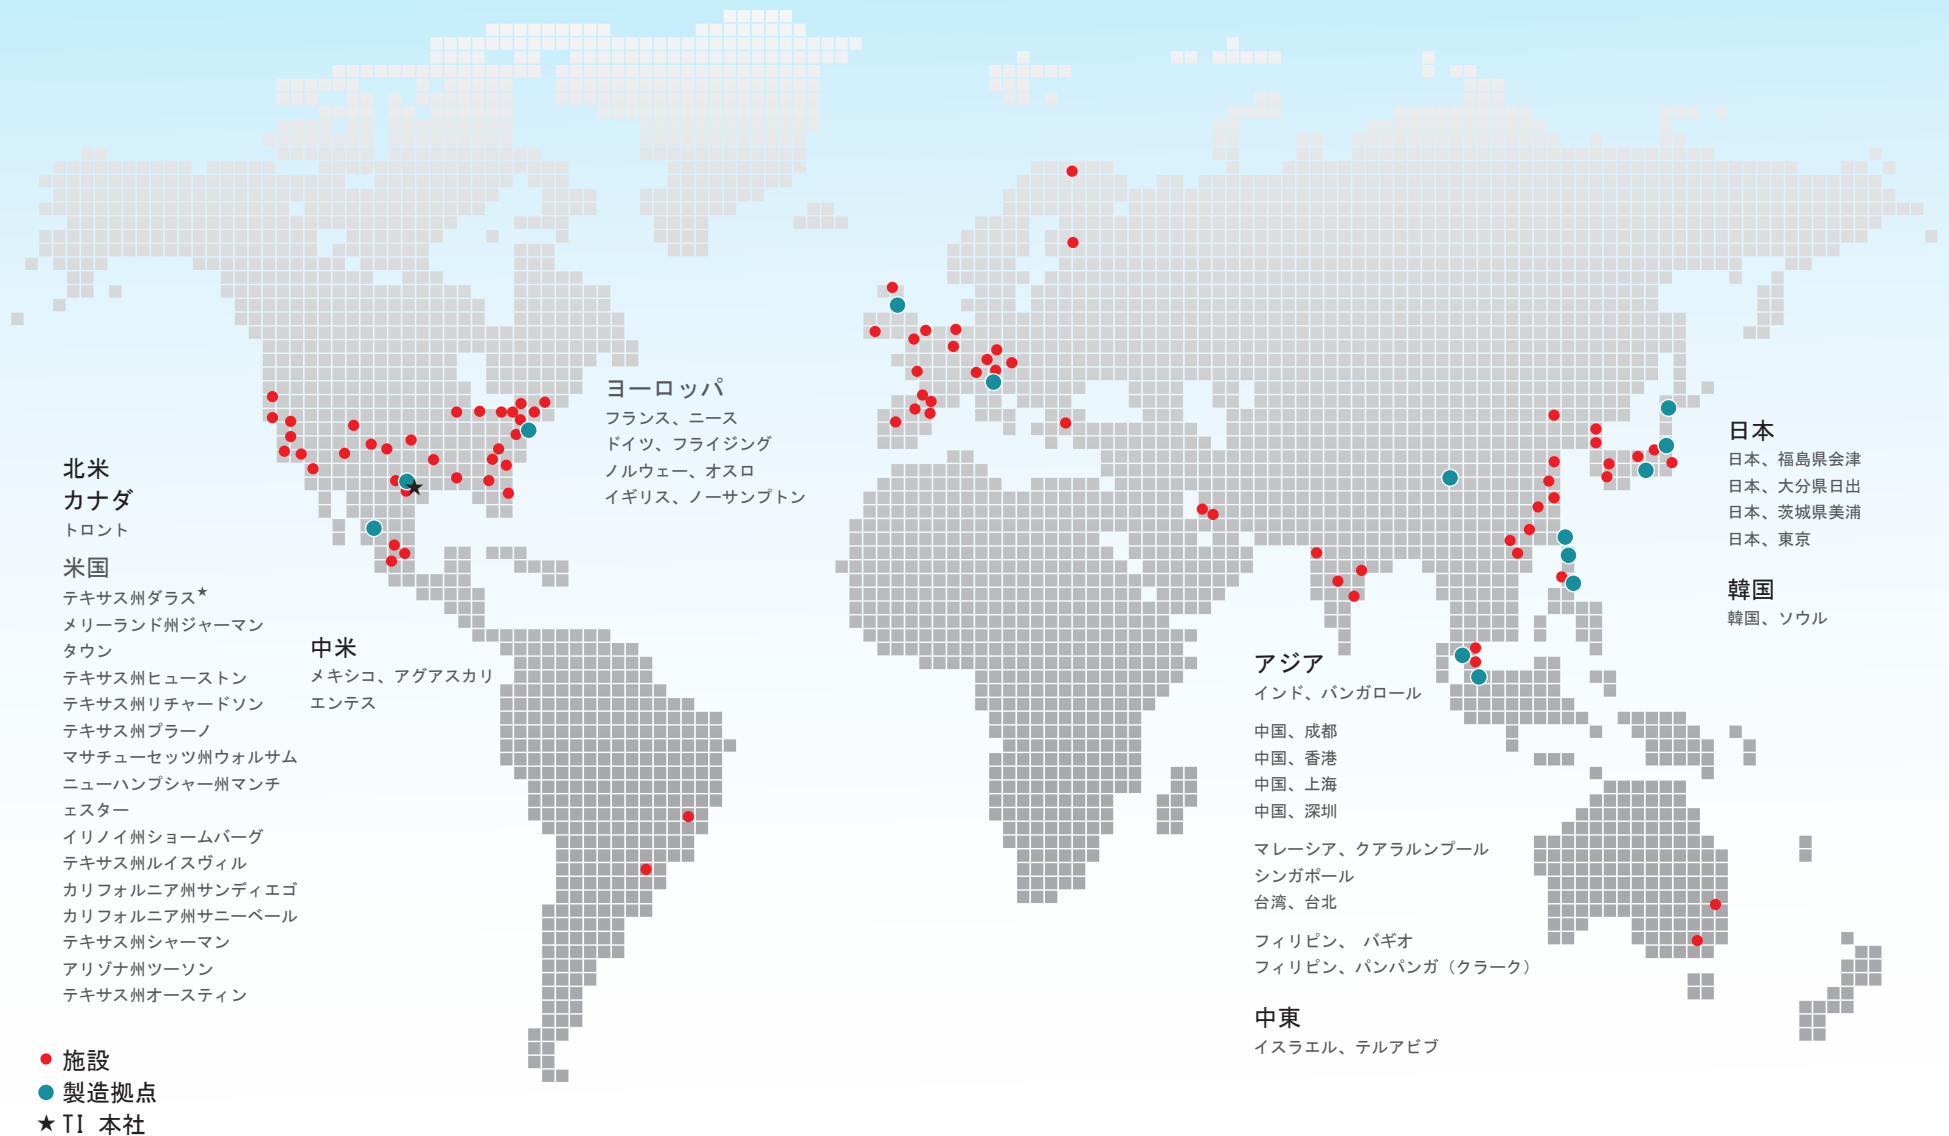 北米
カナダ
トロント
米国
テキサス州ダラス★
メリーランド州ジャーマン
タウン
テキサス州ヒューストン
テキサス州リチャードソン
テキサス州プラーノ
マサチューセッツ州ウォルサム
ニューハンプシャー州マンチ
ェスター
イリノイ州ショームバーグ
テキサス州ルイスヴィル
カリフォルニア州サンディエゴ
カリフォルニア州サニーベール
テキサス州シャーマン
アリゾナ州ツーソン
テキサス州オースティン
中米
メキシコ、アグアスカリ
エンテス
ヨーロッパ
フランス、ニース
ドイツ、フライジング
ノルウェー、オスロ
イギリス、ノーサンプトン
アジア
インド、バンガロール
中国、成都
中国、香港
中国、上海
中国、深圳
マレーシア、クアラルンプール
シンガポール
台湾、台北
フィリピン、 バギオ
フィリピン、パンパンガ（クラーク）
中東
イスラエル、テルアビブ
日本
日本、福島県会津
日本、大分県日出
日本、茨城県美浦
日本、東京
韓国
韓国、ソウル
施設
製造拠点
★ TI 本社